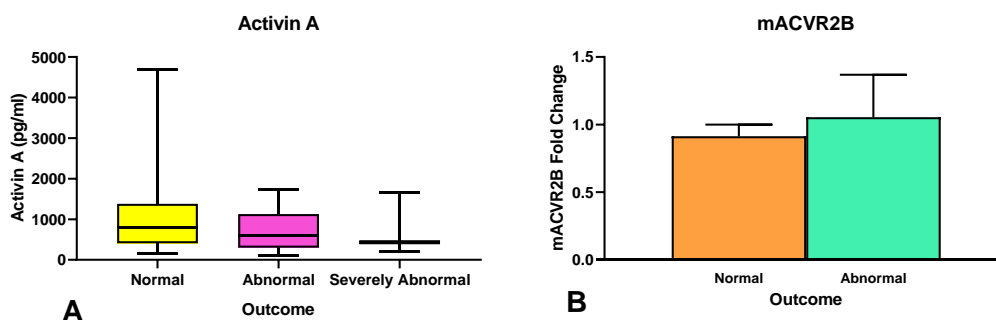 Activin A
5000
4000
3000
2000
1000
0
Activin A (pg/ml)
Normal Abnormal Severely Abnormal
Outcome
A
mACVR2B
1.5
1.0
0.5
0.0
mACVR2B Fold Change
Normal Abnormal
Outcome
B